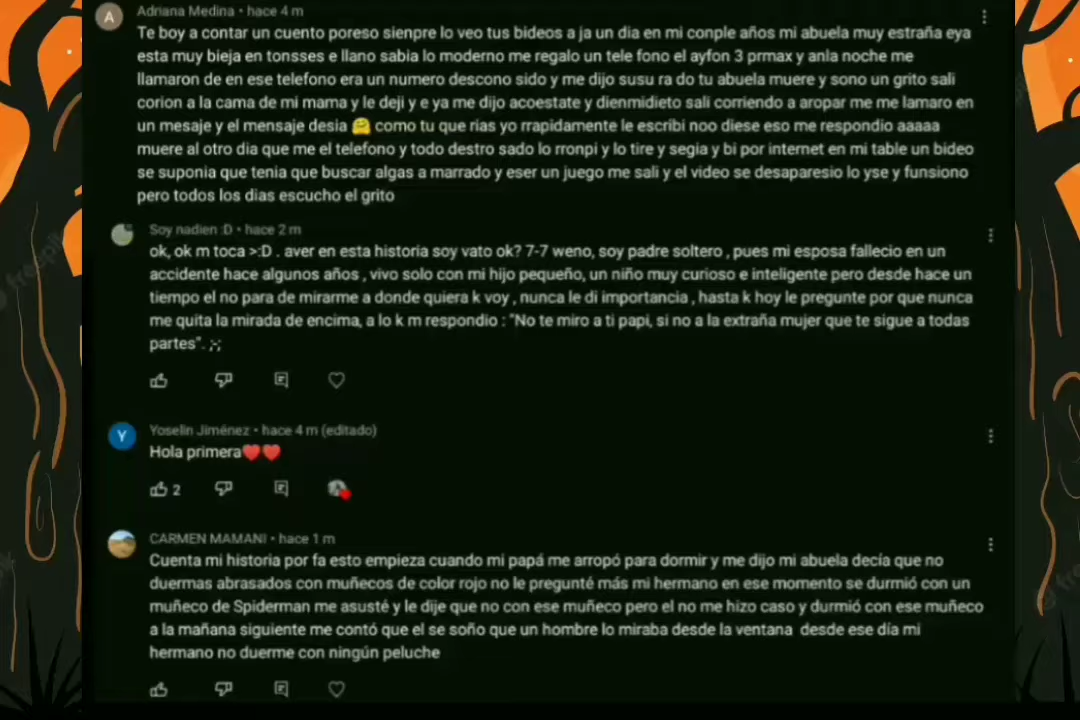 Adriana Medina • hace 4 m
Te boy a contar un cuento poreso sienpre lo veo tus bideos a ja un dia en mi conple años mi abuela muy estraña eya
esta muy bieja en tonsses e llano sabia lo moderno me regalo un tele fono el ayfon 3 prmax y anla noche me
llamaron de en ese telefono era un numero descono sido y me dijo susu ra do tu abuela muere y sono un grito sali
corion a la cama de mi mama y le deji y e ya me dijo acoestate y dienmidieto sali corriendo a aropar me me lamaro en
un mesaje y el mensaje desia 🤗 como tu que rias yo rrapidamente le escribi noo diese eso me respondio aaaaa
muere al otro dia que me el telefono y todo destro sado lo rronpi y lo tire y segia y bi por internet en mi table un bideo
se suponia que tenia que buscar algas a marrado y eser un juego me sali y el video se desaparesio lo yse y funsiono
pero todos los dias escucho el grito
Soy nadien :D • hace 2 m
ok, ok m toca >:D . aver en esta historia soy vato ok? 7-7 weno, soy padre soltero , pues mi esposa fallecio en un
accidente hace algunos años , vivo solo con mi hijo pequeño, un niño muy curioso e inteligente pero desde hace un
tiempo el no para de mirarme a donde quiera k voy , nunca le di importancia , hasta k hoy le pregunte por que nunca
me quita la mirada de encima, a lo k m respondio : "No te miro a ti papi, si no a la extraña mujer que te sigue a todas
partes". ;-;
Y
Yoselin Jiménez • hace 4 m (editado)
Hola primera❤️❤️
2
CARMEN MAMANI • hace 1 m
Cuenta mi historia por fa esto empieza cuando mi papá me arropó para dormir y me dijo mi abuela decía que no
duermas abrasados con muñecos de color rojo no le pregunté más mi hermano en ese momento se durmió con un
muñeco de Spiderman me asusté y le dije que no con ese muñeco pero el no me hizo caso y durmió con ese muñeco
a la mañana siguiente me contó que el se soño que un hombre lo miraba desde la ventana desde ese día mi
hermano no duerme con ningún peluche